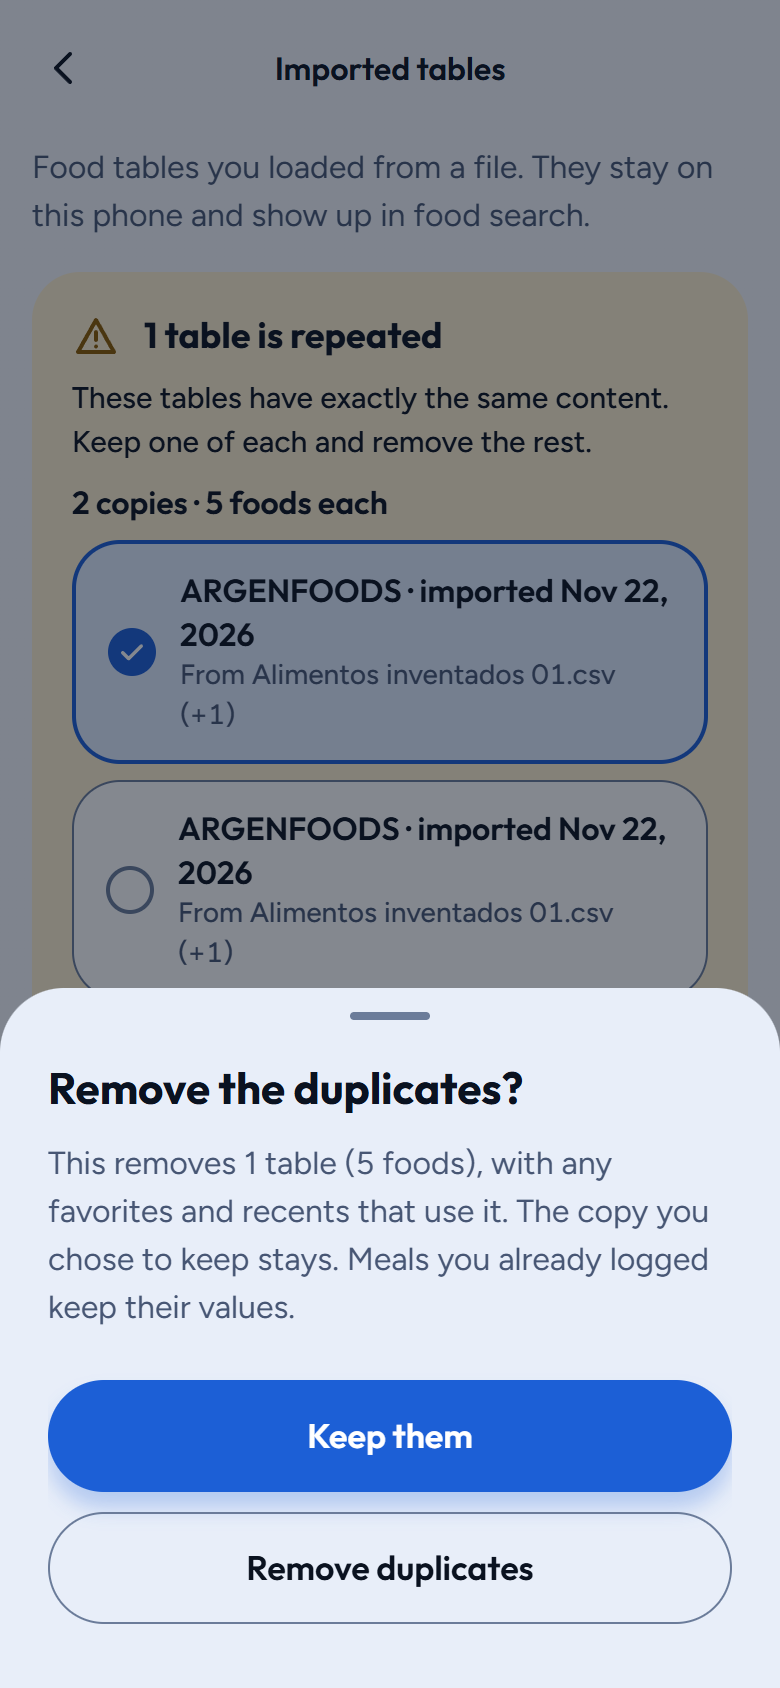 Imported tables
Food tables you loaded from a file. They stay on
this phone and show up in food search.
1 table is repeated
These tables have exactly the same content.
Keep one of each and remove the rest.
2 copies · 5 foods each
ARGENFOODS · imported Nov 22,
2026
From Alimentos inventados 01.csv
(+1)
ARGENFOODS · imported Nov 22,
2026
From Alimentos inventados 01.csv
(+1)
Remove the duplicates?
This removes 1 table (5 foods), with any
favorites and recents that use it. The copy you
chose to keep stays. Meals you already logged
keep their values.
Keep them
Remove duplicates